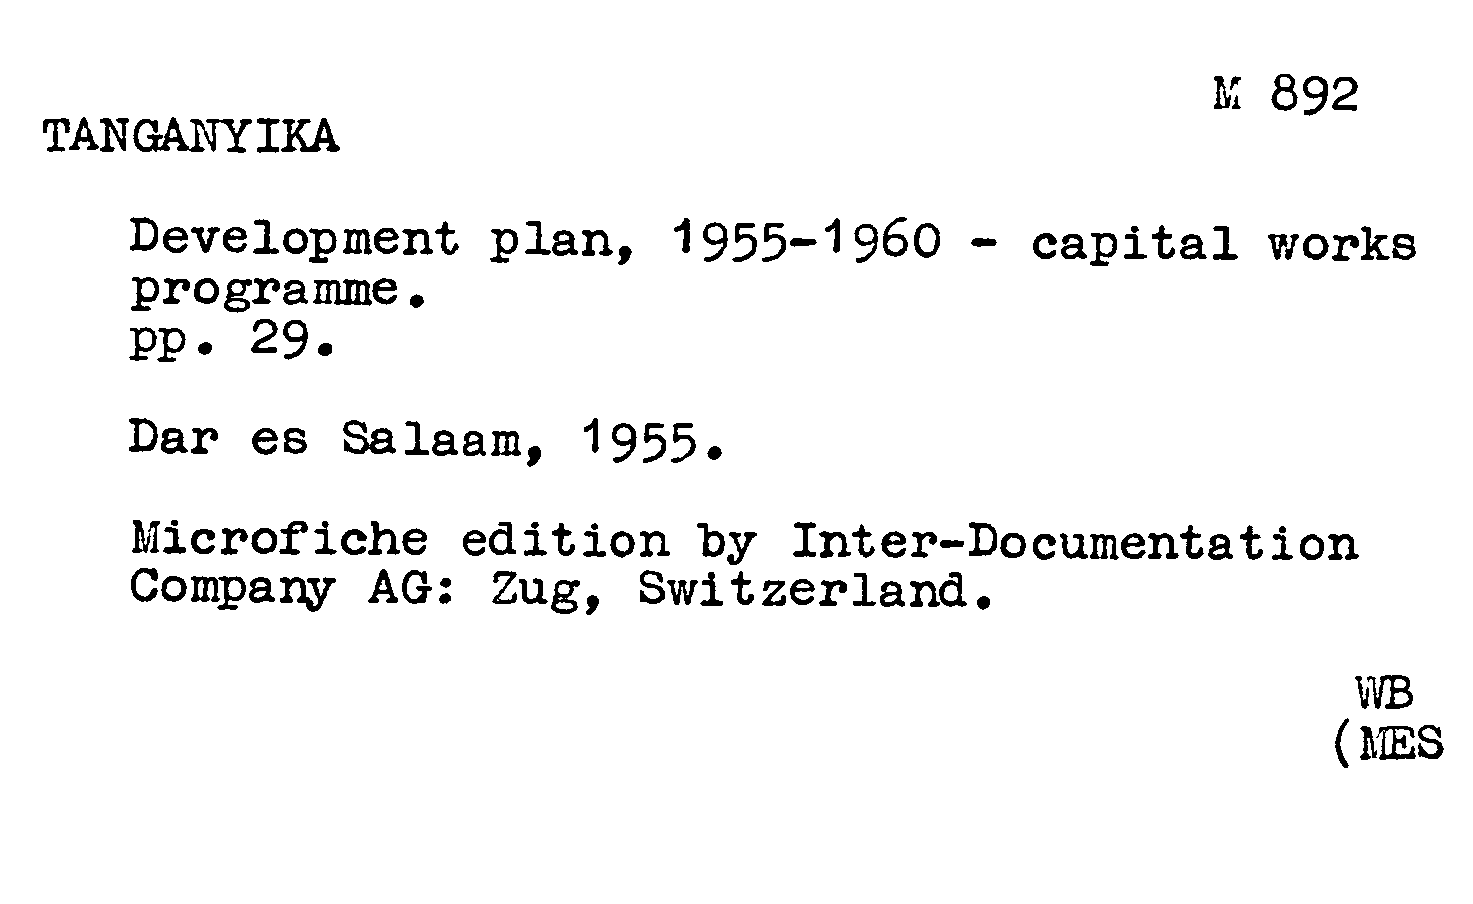 M 892
TANGANYIKA
Development plan, 1955-1960 - capital works
programme.
pp. 29.
Dar es Salaam, 1955.
Microfiche edition by Inter-Documentation
Company AG: Zug, Switzerland.
WB
(MES